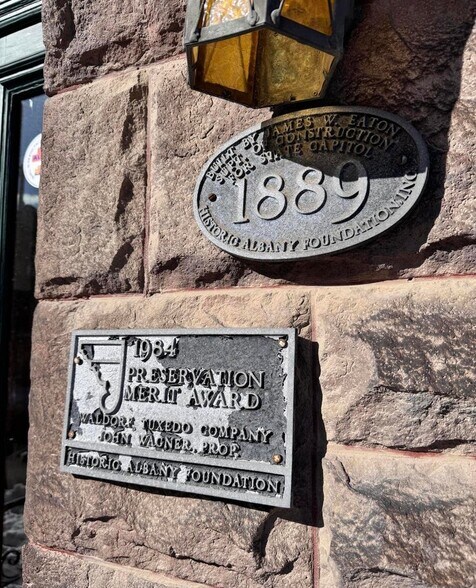 BUILT BY JAMES W. EATON
SUPT OF CONSTRUCTION
FOR STATE CAPITOL
1889
HISTORIC ALBANY FOUNDATION, INC.
1984
PRESERVATION
MERIT AWARD
WALDORF TUXEDO COMPANY
JOHN WAGNER, PROP.
HISTORIC ALBANY FOUNDATION